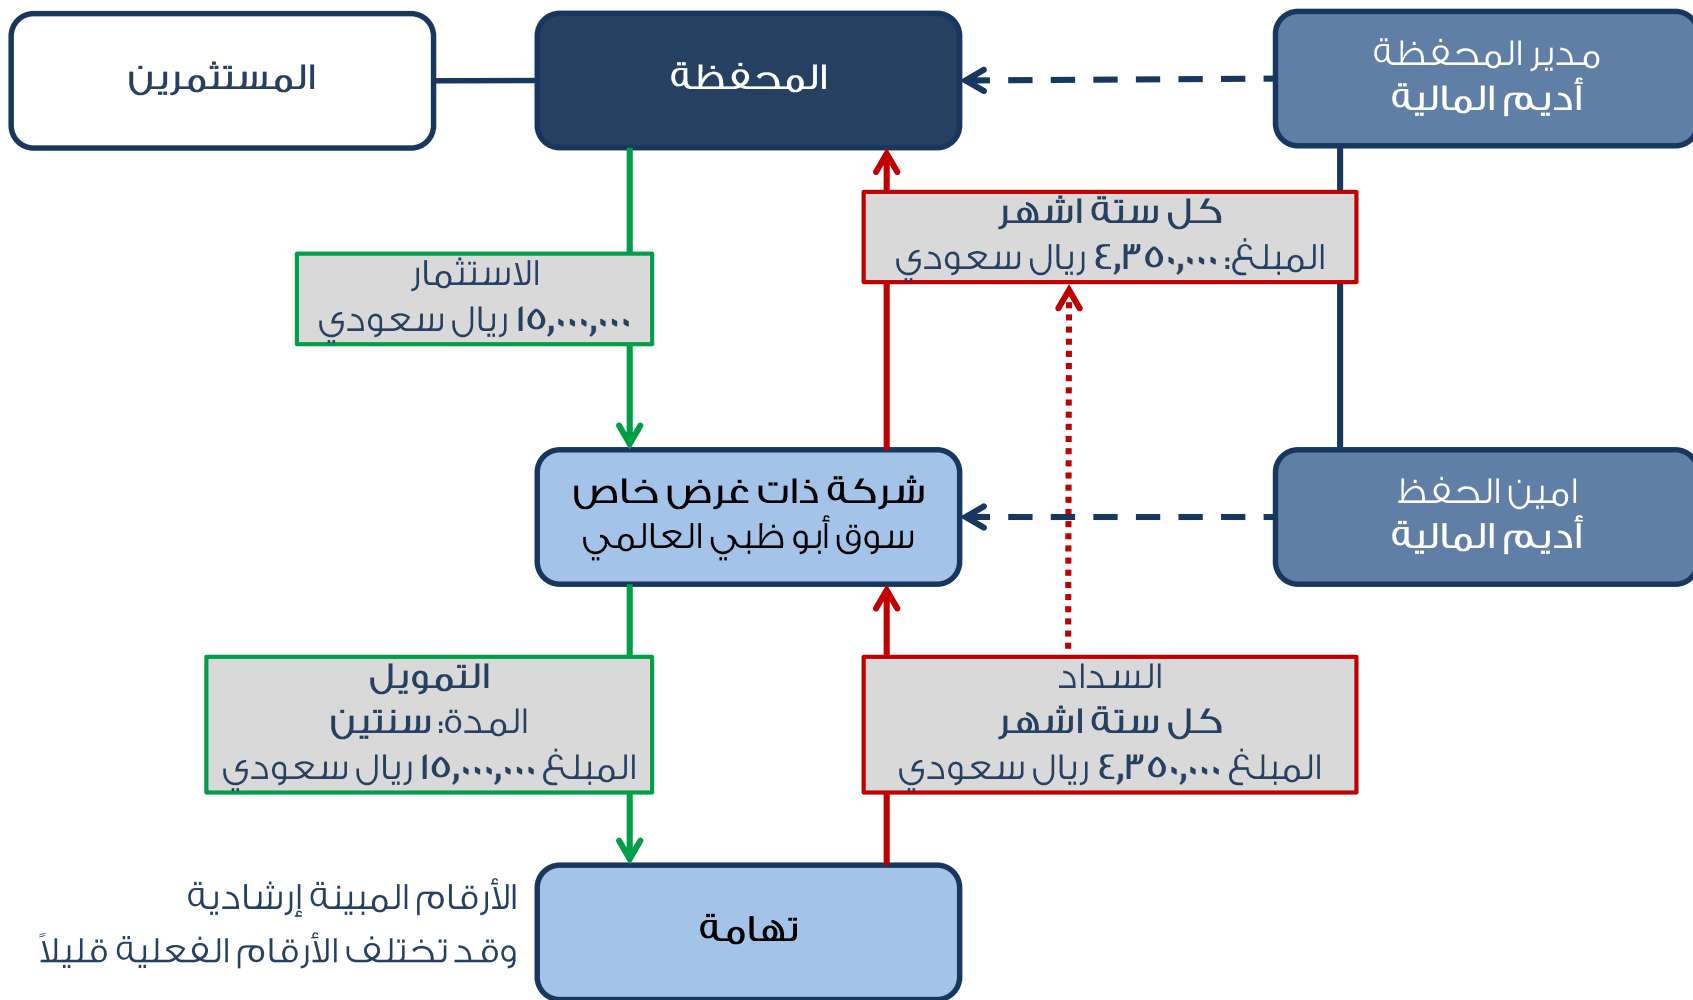 مدير المحفظة
أديم المالية
المحفظة
المستثمرين
كل ستة اشهر
المبلغ: ٤,٣٥٠,٠٠٠ ريال سعودي
الاستثمار
١٥,٠٠٠,٠٠٠ ريال سعودي
امين الحفظ
أديم المالية
شركة ذات غرض خاص
سوق أبو ظبي العالمي
السداد
كل ستة اشهر
المبلغ ٤,٣٥٠,٠٠٠ ريال سعودي
التمويل
المدة: سنتين
المبلغ ١٥,٠٠٠,٠٠٠ ريال سعودي
تهامة
الأرقام المبينة إرشادية
وقد تختلف الأرقام الفعلية قليلاً